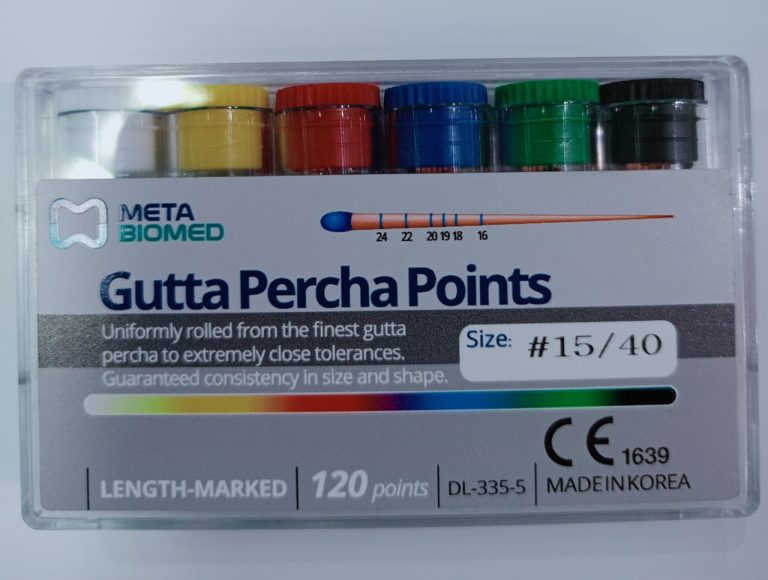 META
BIOMED
24 22 20 19 18 16
Gutta Percha Points
Uniformly rolled from the finest gutta
percha to extremely close tolerances.
Guaranteed consistency in size and shape.
Size: #15/40
CE 1639
LENGTH-MARKED 120 points DL-335-5 MADE IN KOREA